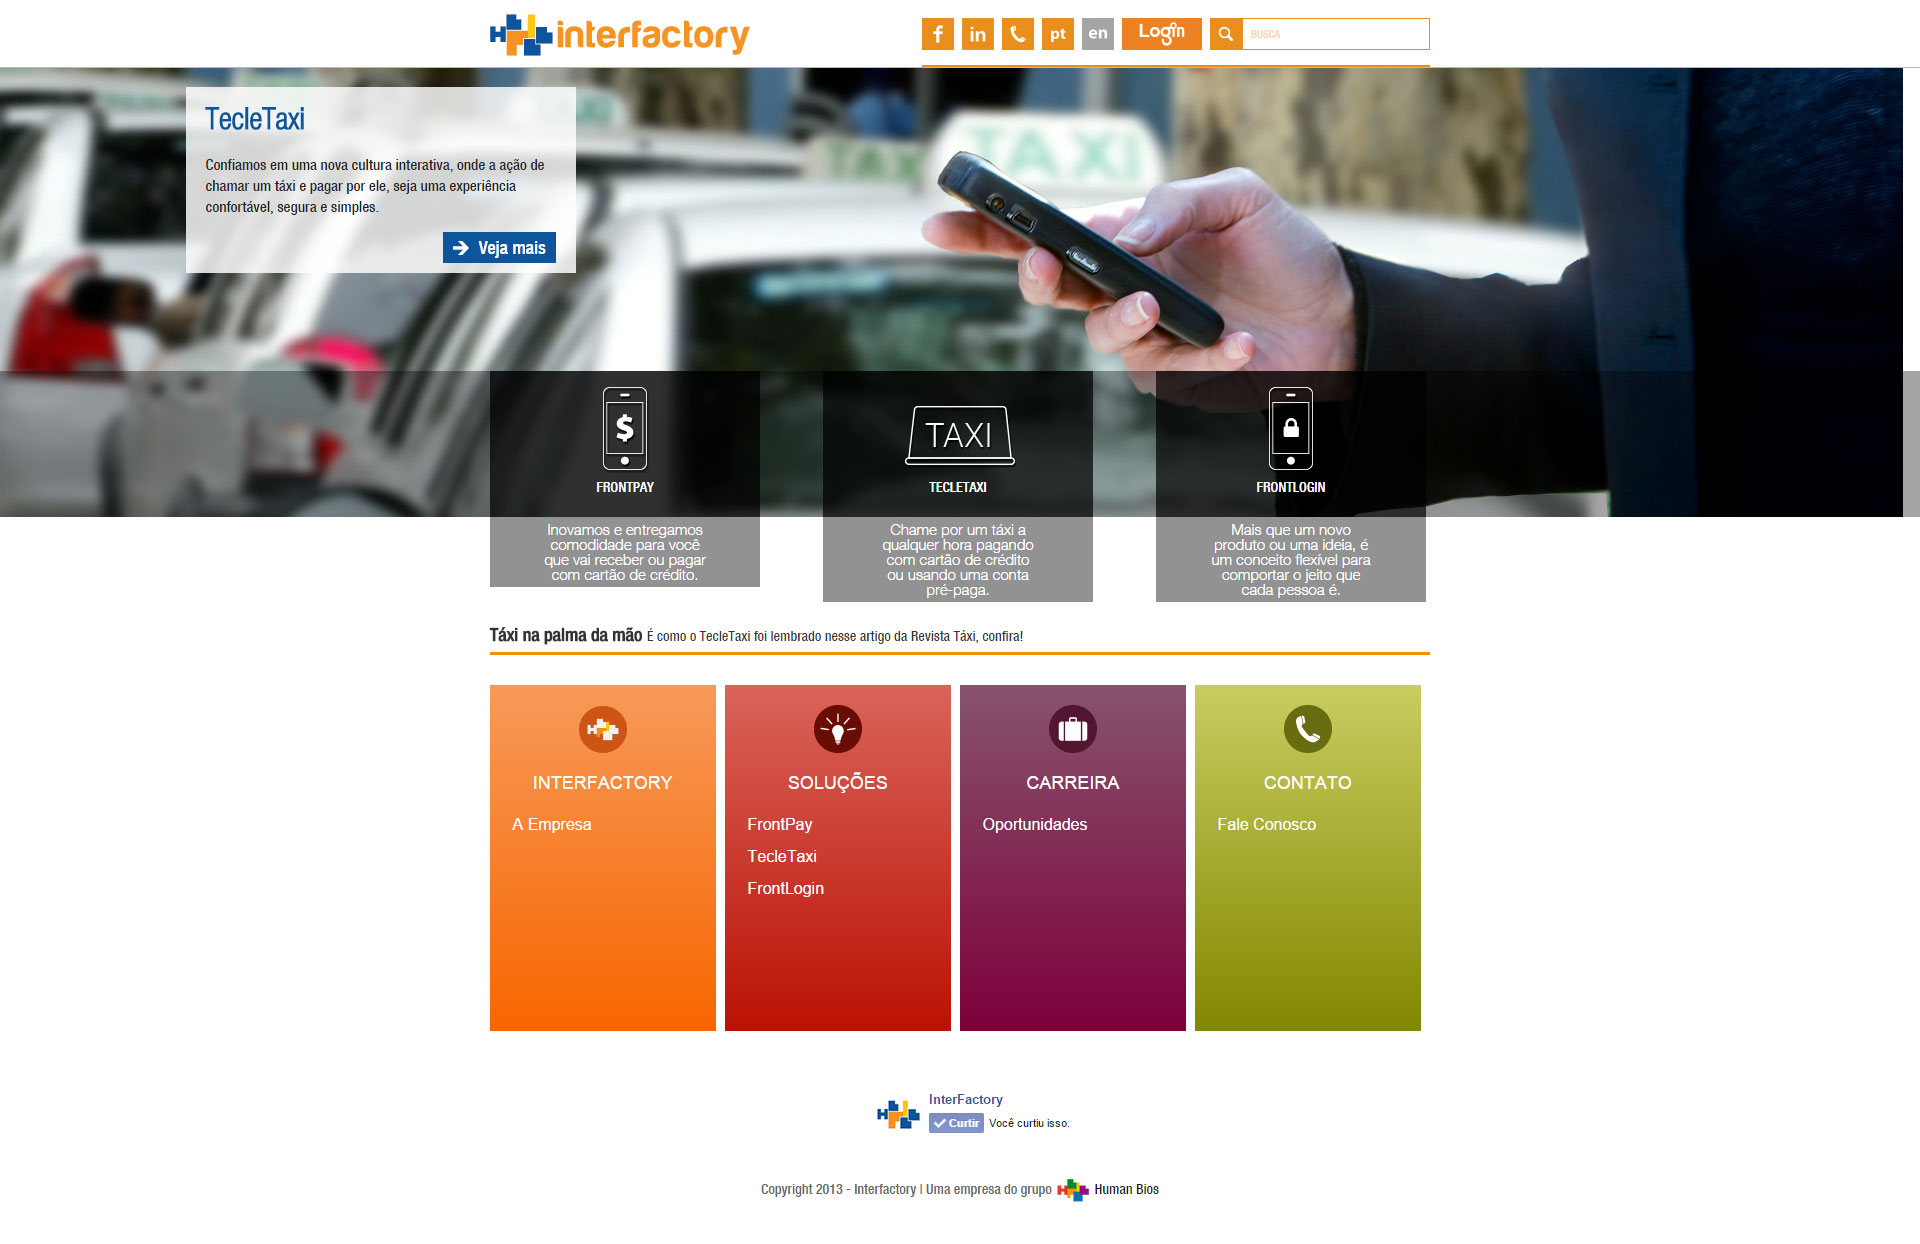 interfactory
f in pt en Login BUSCA
TecleTaxi
Confiamos em uma nova cultura interativa, onde a ação de
chamar um táxi e pagar por ele, seja uma experiência
confortável, segura e simples.
Veja mais
TAXI
TAXI
TAXI
$
TAXI
FRONTPAY
TECLETAXI
FRONTLOGIN
Inovamos e entregamos
comodidade para você
que vai receber ou pagar
com cartão de crédito.
Chame por um táxi a
qualquer hora pagando
com cartão de crédito
ou usando uma conta
pré-paga.
Mais que um novo
produto ou uma ideia, é
um conceito flexível para
comportar o jeito que
cada pessoa é.
Táxi na palma da mão É como o TecleTaxi foi lembrado nesse artigo da Revista Táxi, confira!
INTERFACTORY
A Empresa
SOLUÇÕES
FrontPay
TecleTaxi
FrontLogin
CARREIRA
Oportunidades
CONTATO
Fale Conosco
InterFactory
Curtir Você curtiu isso.
Copyright 2013 - Interfactory | Uma empresa do grupo Human Bios